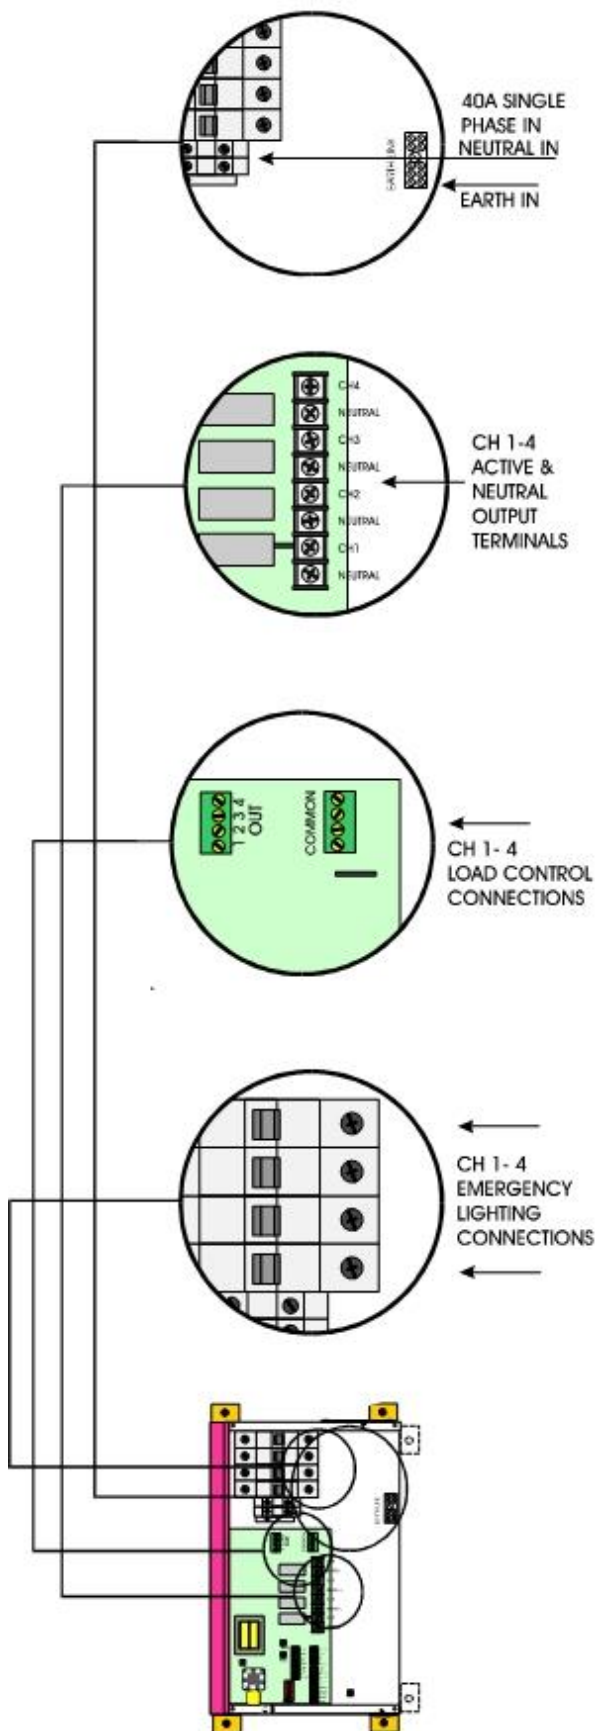 40A SINGLE
PHASE IN
NEUTRAL IN
EARTH LINK
EARTH IN
CH4
NEUTRAL
CH3
NEUTRAL
CH2
NEUTRAL
CH1
NEUTRAL
CH 1-4
ACTIVE &
NEUTRAL
OUTPUT
TERMINALS
1 2 3 4
OUT
COMMON
CH 1- 4
LOAD CONTROL
CONNECTIONS
CH 1- 4
EMERGENCY
LIGHTING
CONNECTIONS